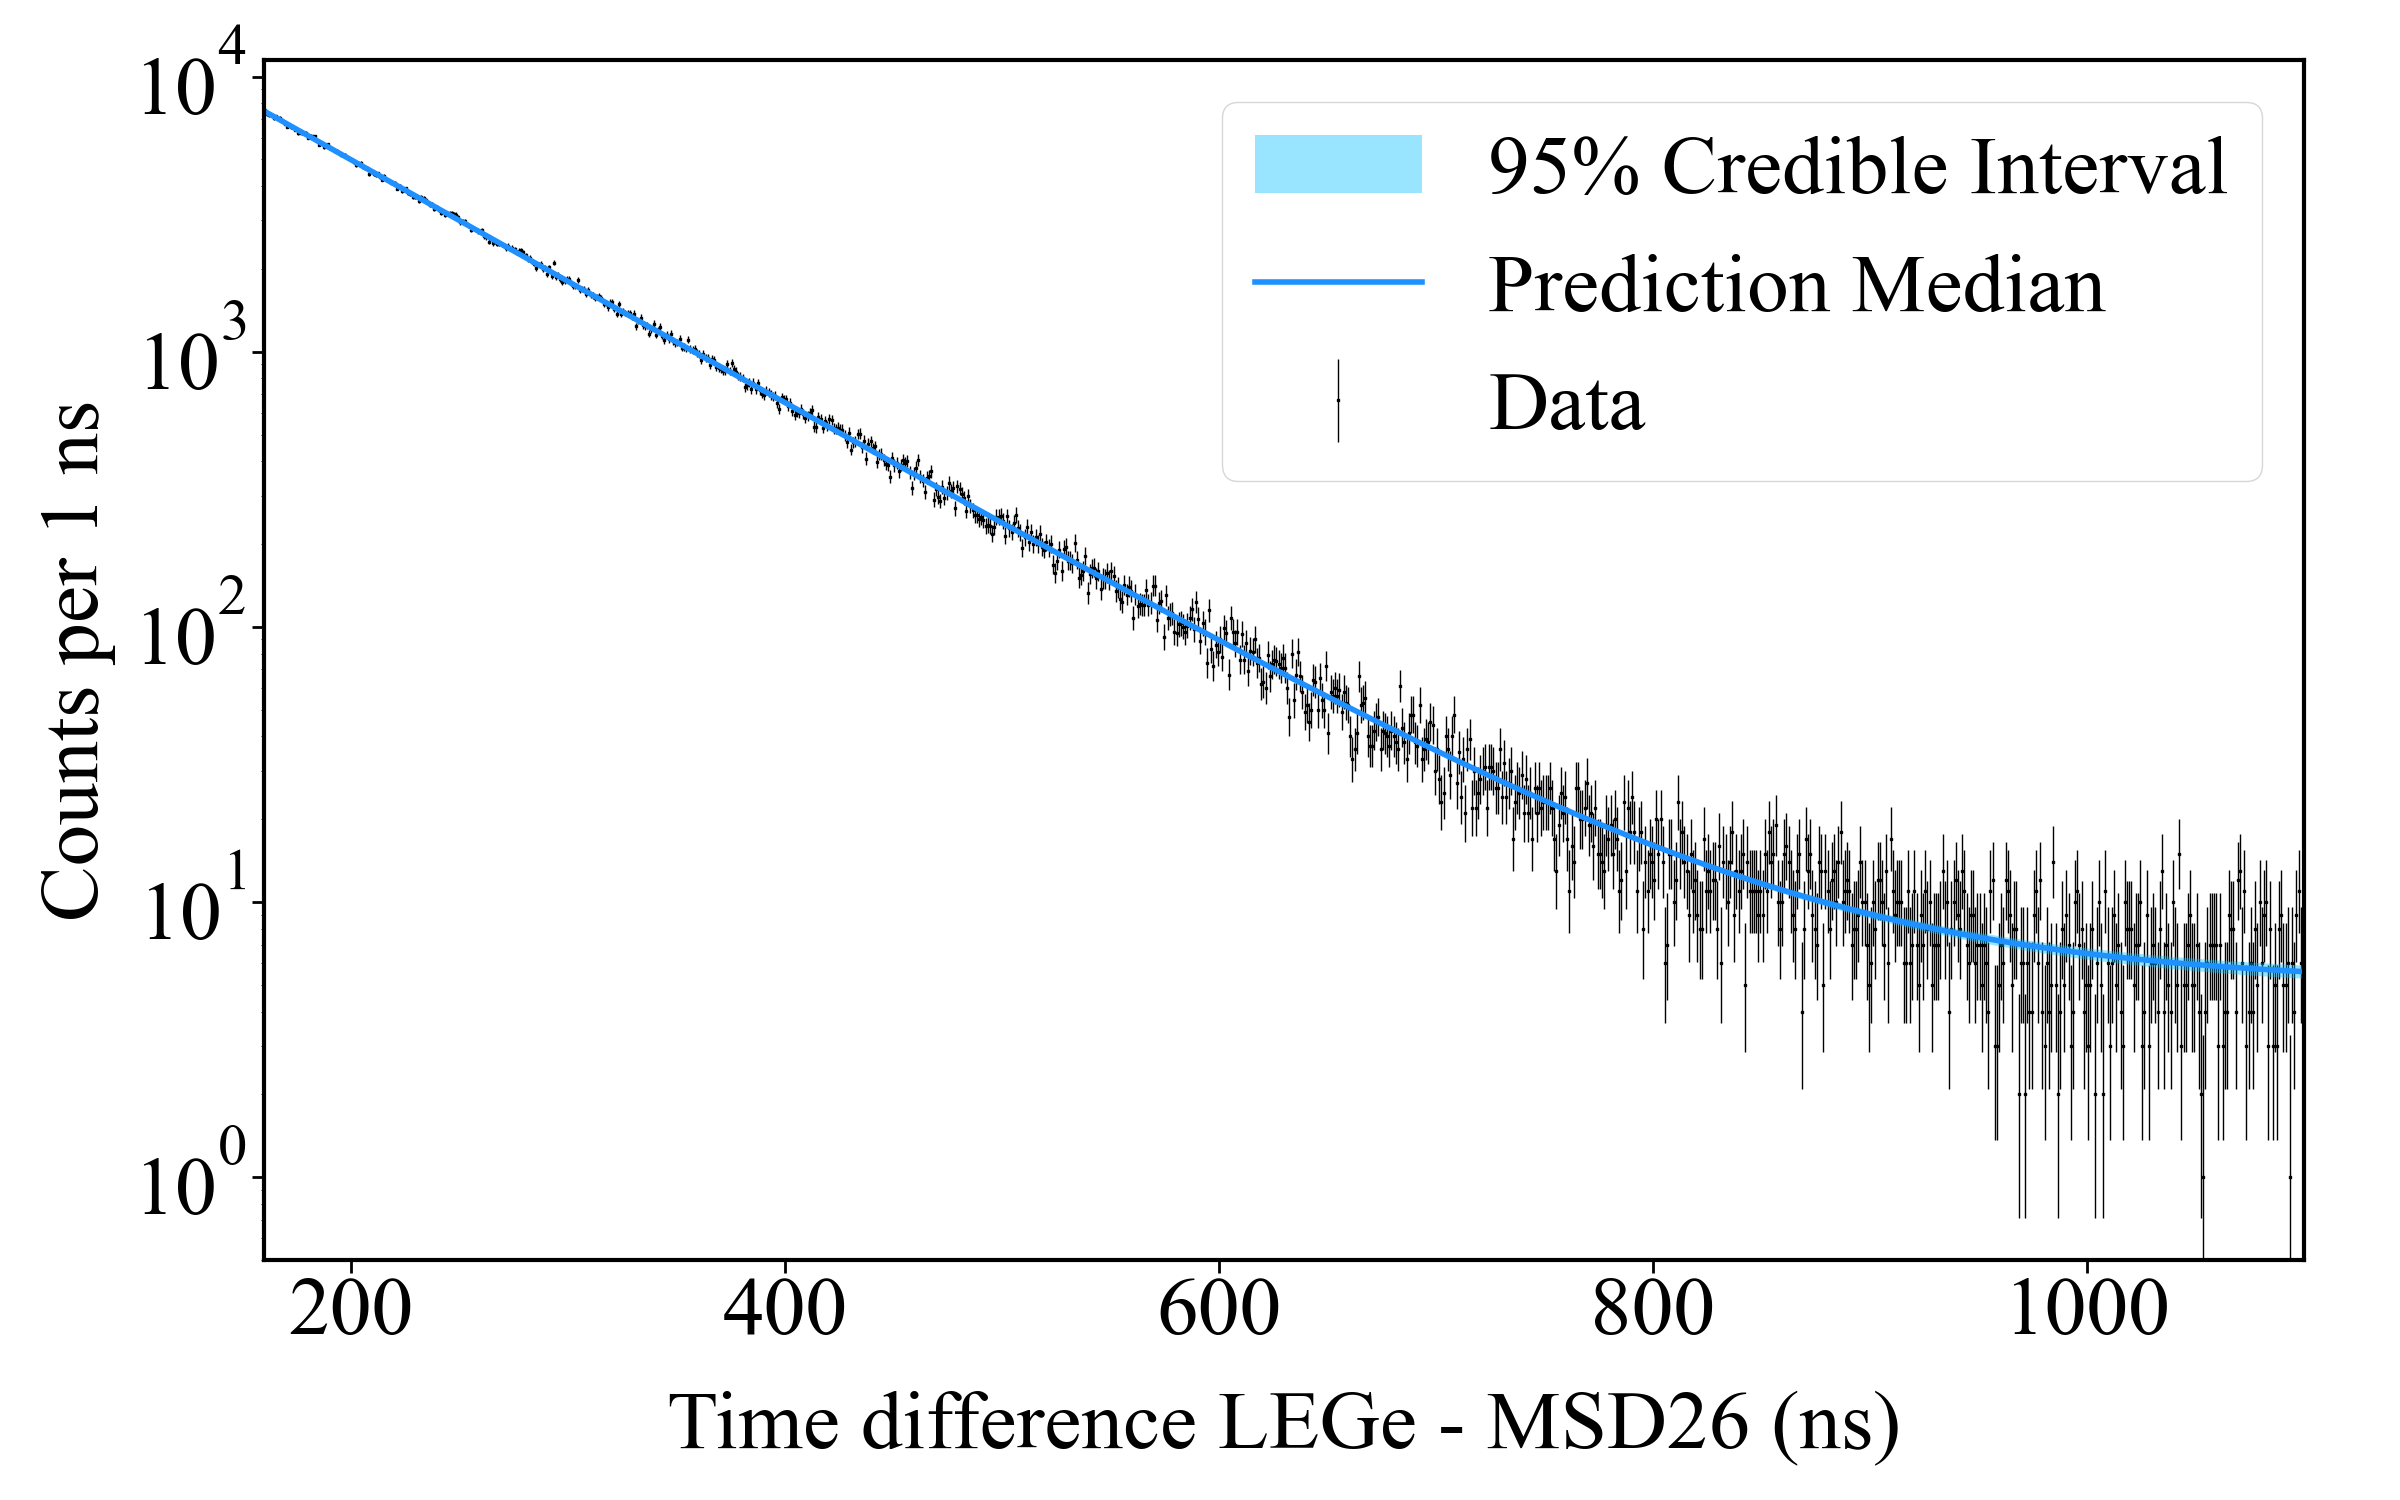 95% Credible Interval
Prediction Median
Data
Counts per 1 ns
10^4
10^3
10^2
10^1
10^0
200 400 600 800 1000
Time difference LEGe - MSD26 (ns)